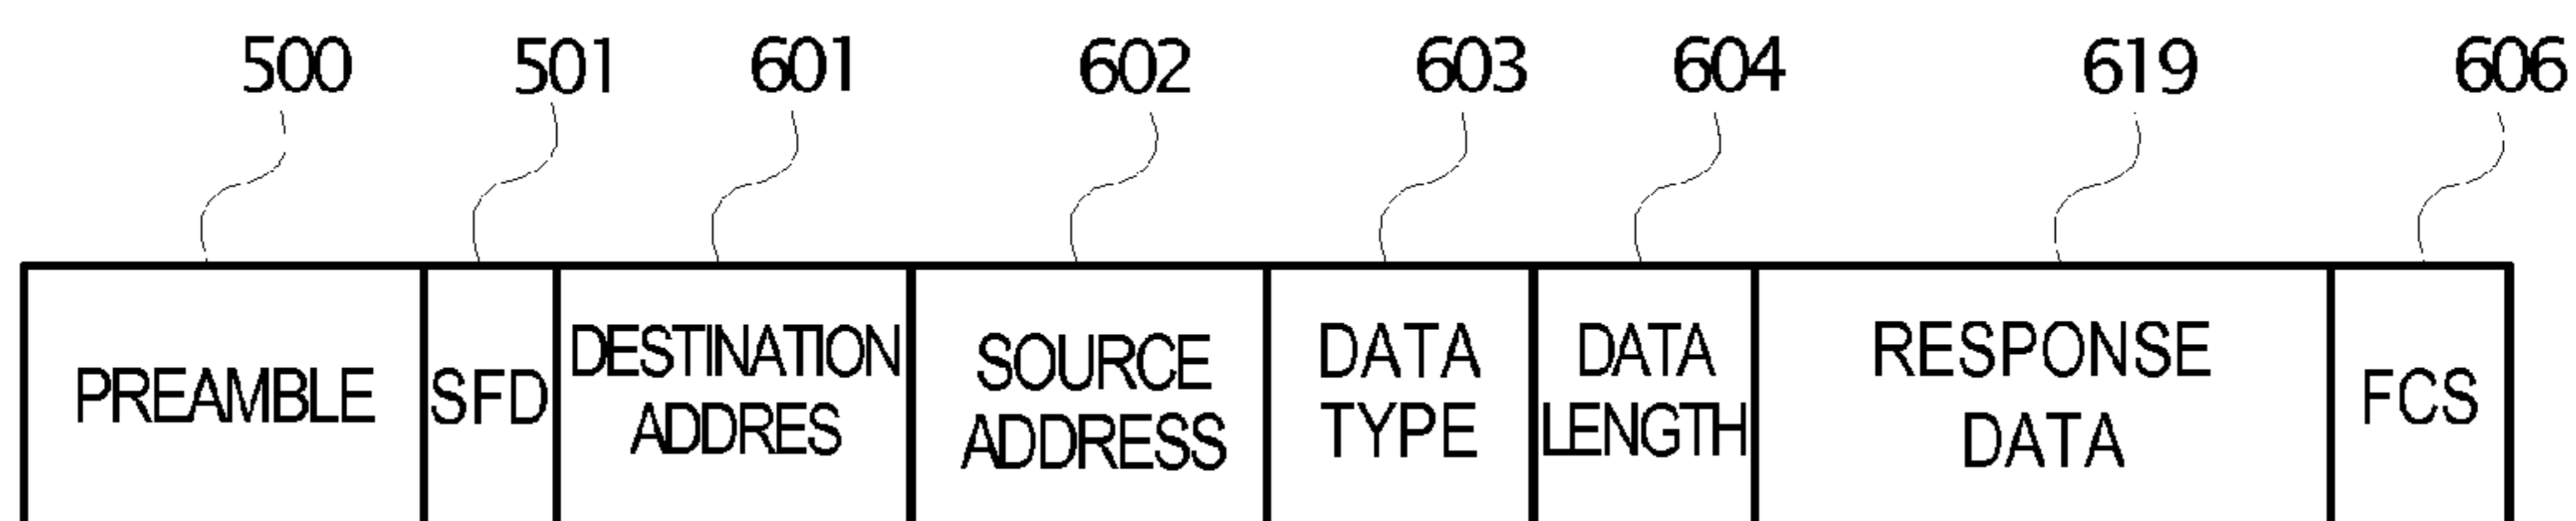 500 501 601 602 603 604 619 606
PREAMBLE
SFD
DESTINATION
ADDRES
SOURCE
ADDRESS
DATA
TYPE
DATA
LENGTH
RESPONSE
DATA
FCS